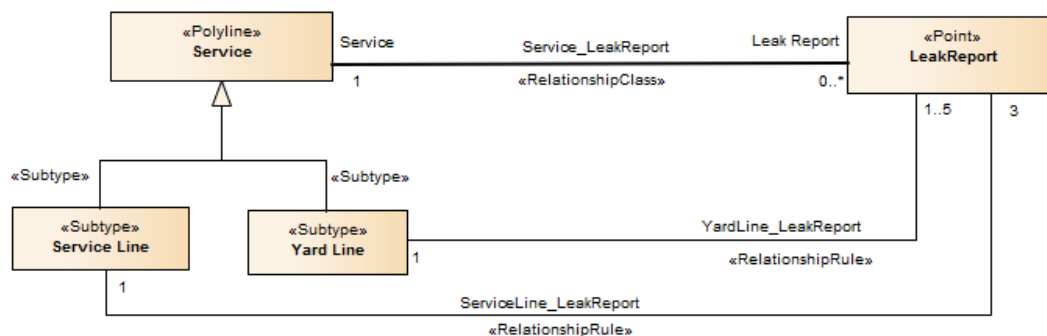 «Polyline»
Service
Service
Service_LeakReport
Leak Report
«Point»
LeakReport
1
«RelationshipClass»
0..*
1..5
3
«Subtype»
«Subtype»
«Subtype»
Service Line
«Subtype»
Yard Line
YardLine_LeakReport
1
«RelationshipRule»
1
ServiceLine_LeakReport
«RelationshipRule»